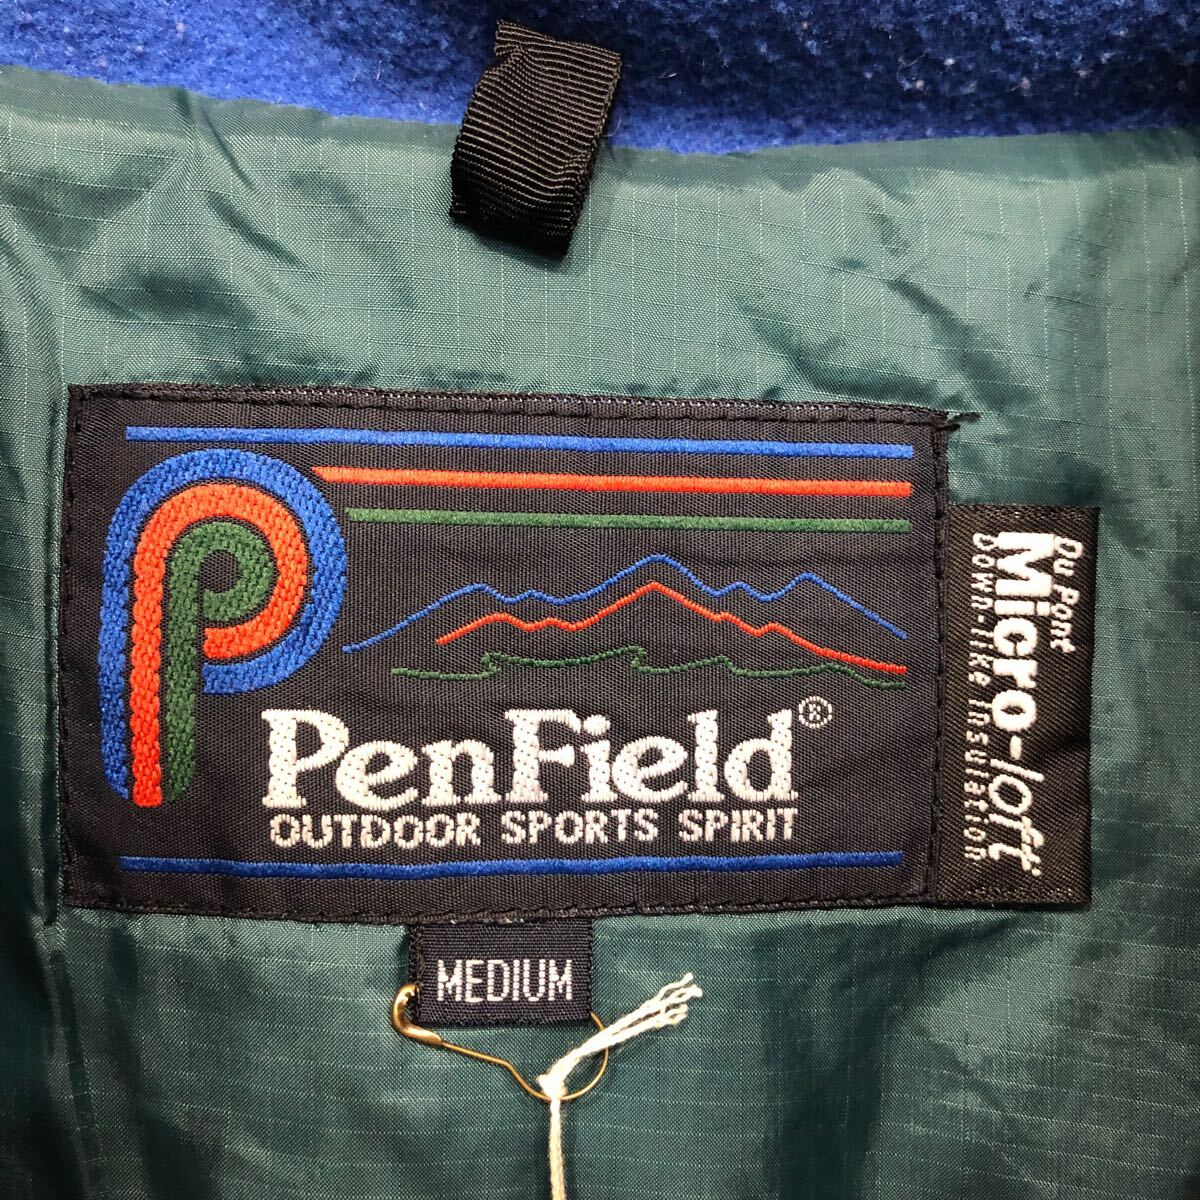 PenField®
OUTDOOR SPORTS SPIRIT
MEDIUM
Du Pont
Micro-loft
Down-like insulation